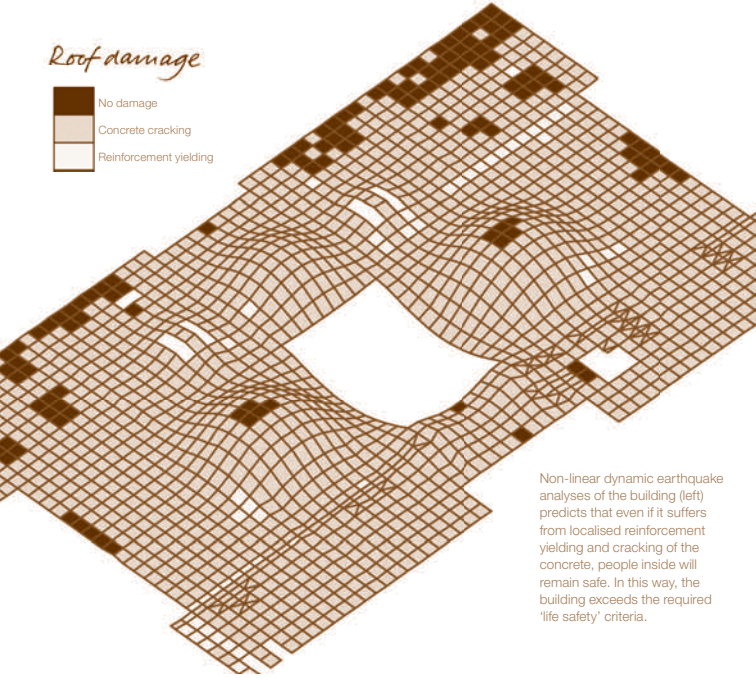 Roof damage
No damage
Concrete cracking
Reinforcement yielding
Non-linear dynamic earthquake
analyses of the building (left)
predicts that even if it suffers
from localised reinforcement
yielding and cracking of the
concrete, people inside will
remain safe. In this way, the
building exceeds the required
‘life safety’ criteria.